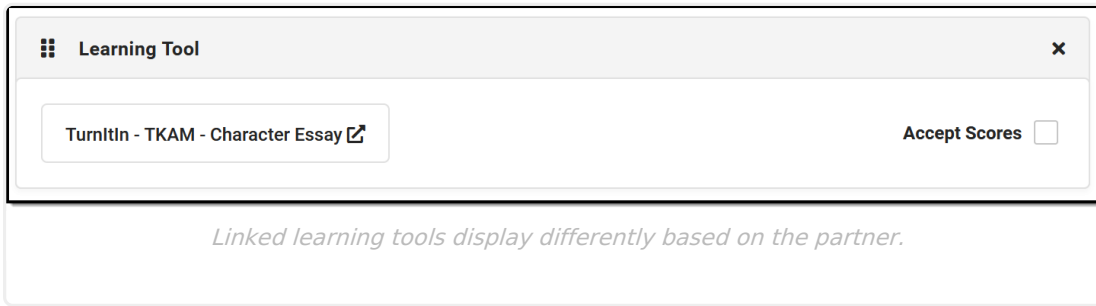 Learning Tool
TurnItIn - TKAM - Character Essay
Accept Scores
Linked learning tools display differently based on the partner.